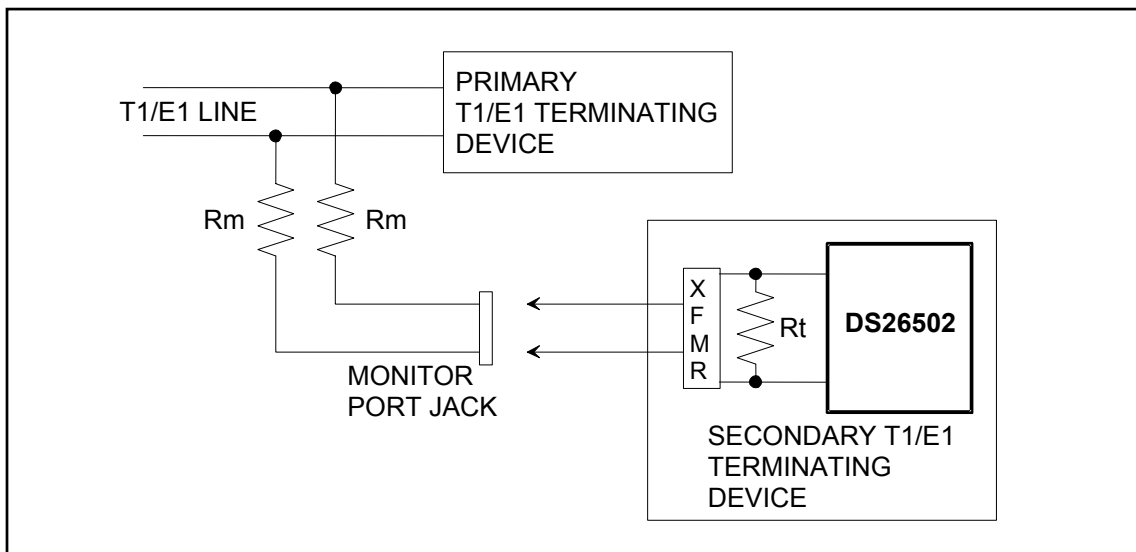 PRIMARY
T1/E1 TERMINATING
DEVICE
T1/E1 LINE
Rm
Rm
MONITOR
PORT JACK
X
F
M
R
Rt
DS26502
SECONDARY T1/E1
TERMINATING
DEVICE